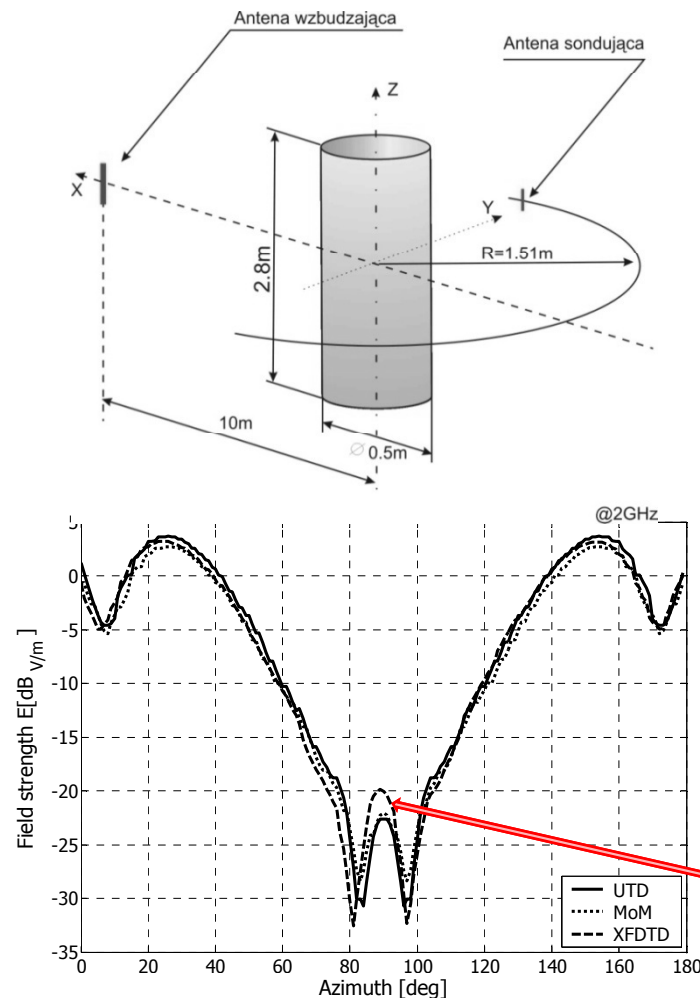 Antena wzbudzająca
Antena sondująca
Z
X
Y
R=1.51m
2.8m
10m
∅ 0.5m
@2GHz
5
0
-5
-10
-15
-20
-25
-30
-35
Field strength E[dB V/m ]
0 20 40 60 80 100 120 140 160 180
Azimuth [deg]
UTD
MoM
XFDTD